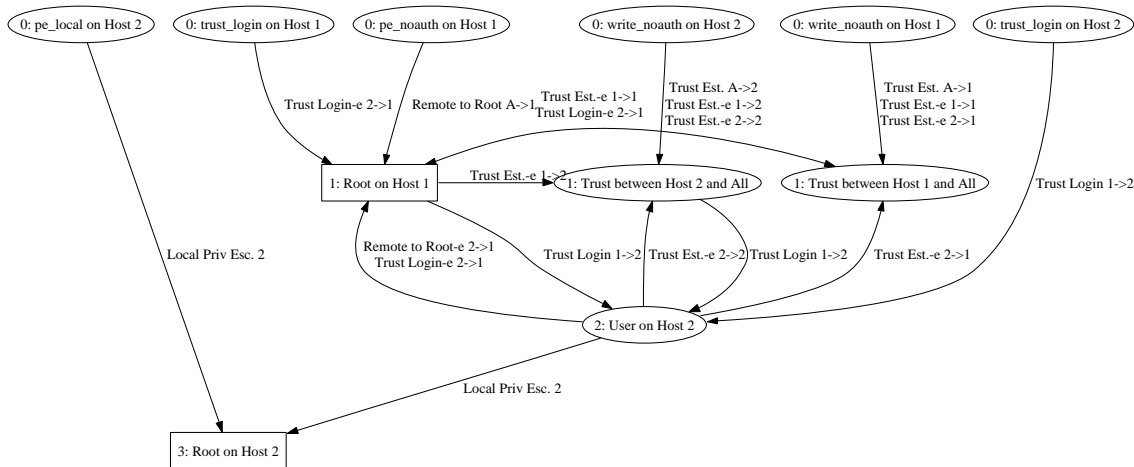 0: pe_local on Host 2
0: trust_login on Host 1
0: pe_noauth on Host 1
0: write_noauth on Host 2
0: write_noauth on Host 1
0: trust_login on Host 2
Trust Login-e 2->1
Remote to Root A->1
Trust Est.-e 1->1
Trust Login-e 2->1
Trust Est. A->2
Trust Est.-e 1->2
Trust Est.-e 2->2
Trust Est. A->1
Trust Est.-e 1->1
Trust Est.-e 2->1
1: Root on Host 1
Trust Est.-e 1->2
1: Trust between Host 2 and All
1: Trust between Host 1 and All
Trust Login 1->2
Local Priv Esc. 2
Remote to Root-e 2->1
Trust Login-e 2->1
Trust Login 1->2
Trust Est.-e 2->2
Trust Login 1->2
Trust Est.-e 2->1
2: User on Host 2
Local Priv Esc. 2
3: Root on Host 2